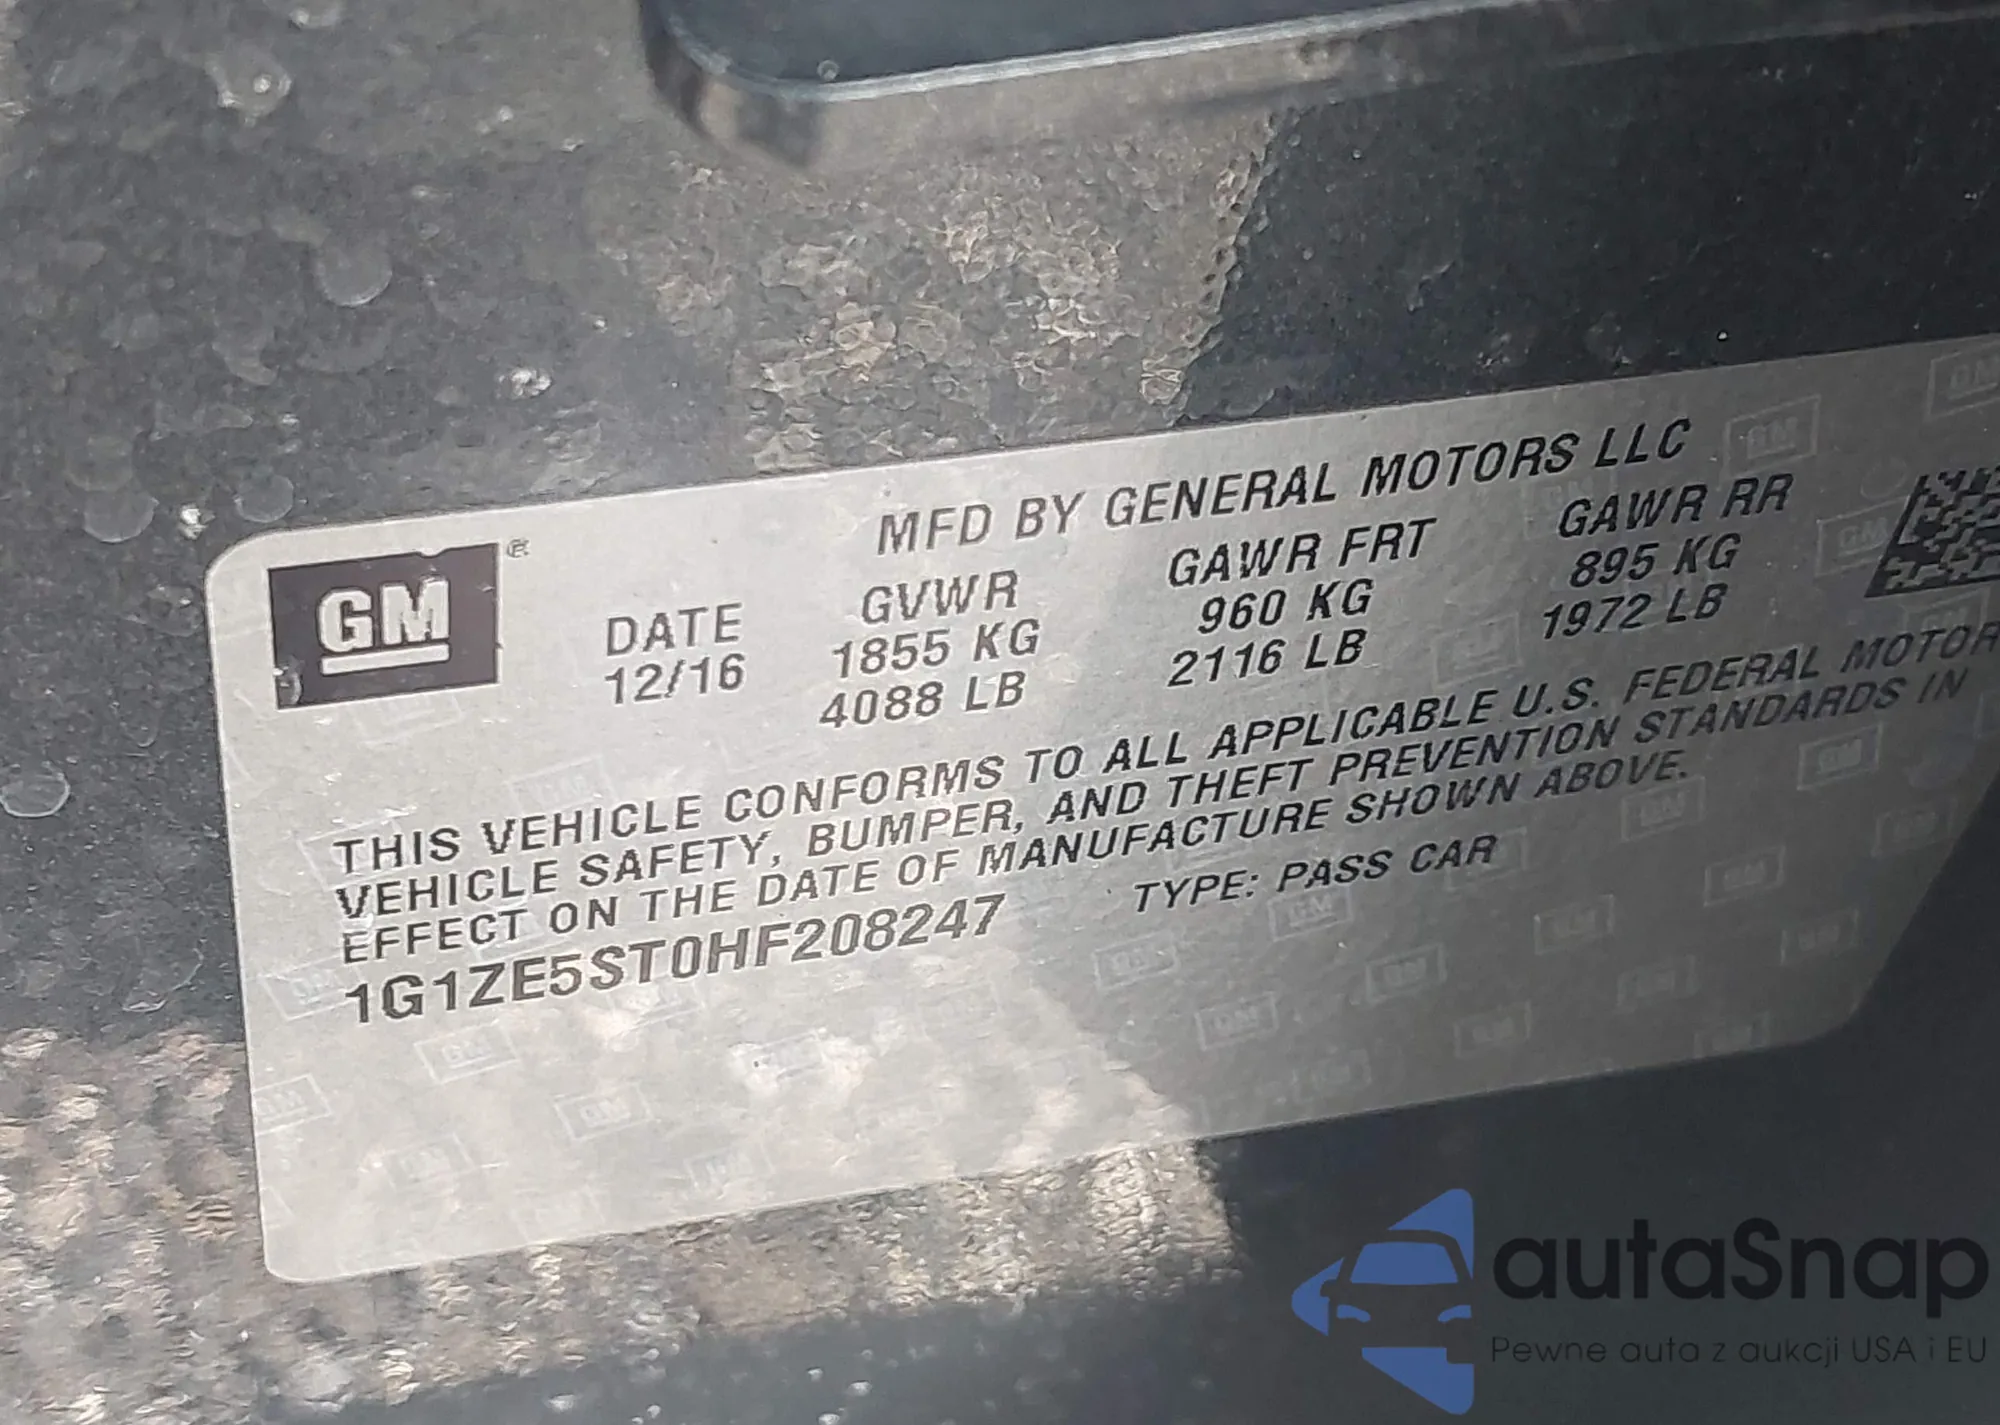 MFD BY GENERAL MOTORS LLC
GM ®
DATE GVWR GAWR FRT GAWR RR
12/16 1855 KG 960 KG 895 KG
4088 LB 2116 LB 1972 LB
THIS VEHICLE CONFORMS TO ALL APPLICABLE U.S. FEDERAL MOTOR
VEHICLE SAFETY, BUMPER, AND THEFT PREVENTION STANDARDS IN
EFFECT ON THE DATE OF MANUFACTURE SHOWN ABOVE.
1G1ZE5ST0HF208247 TYPE: PASS CAR
autaSnap
Pewne auta z aukcji USA i EU